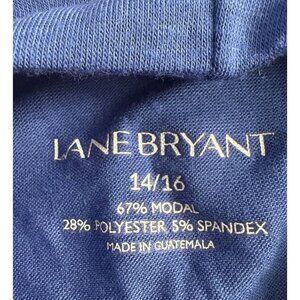 LANE BRYANT
14/16
67% MODAL
28% POLYESTER, 5% SPANDEX
MADE IN GUATEMALA